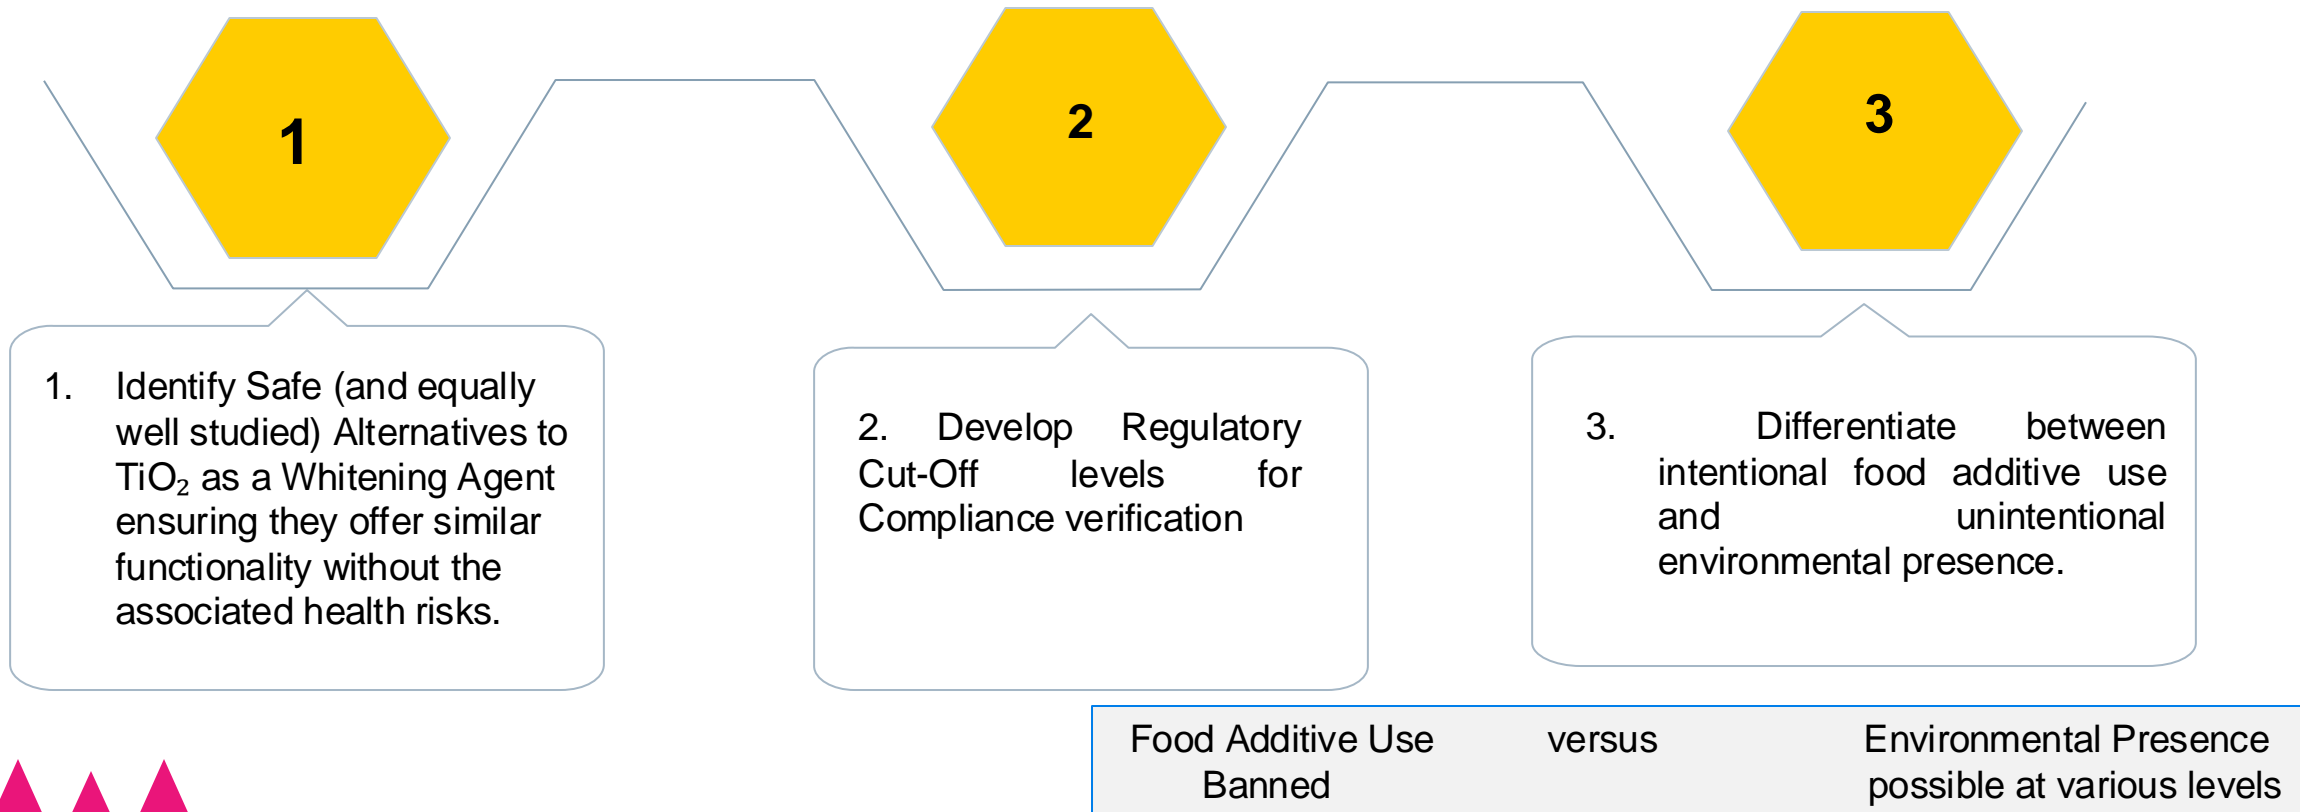 1
2
3
1. Identify Safe (and equally
well studied) Alternatives to
TiO₂ as a Whitening Agent
ensuring they offer similar
functionality without the
associated health risks.
2. Develop Regulatory
Cut-Off levels for
Compliance verification
3. Differentiate between
intentional food additive use
and unintentional
environmental presence.
Food Additive Use versus Environmental Presence
Banned possible at various levels